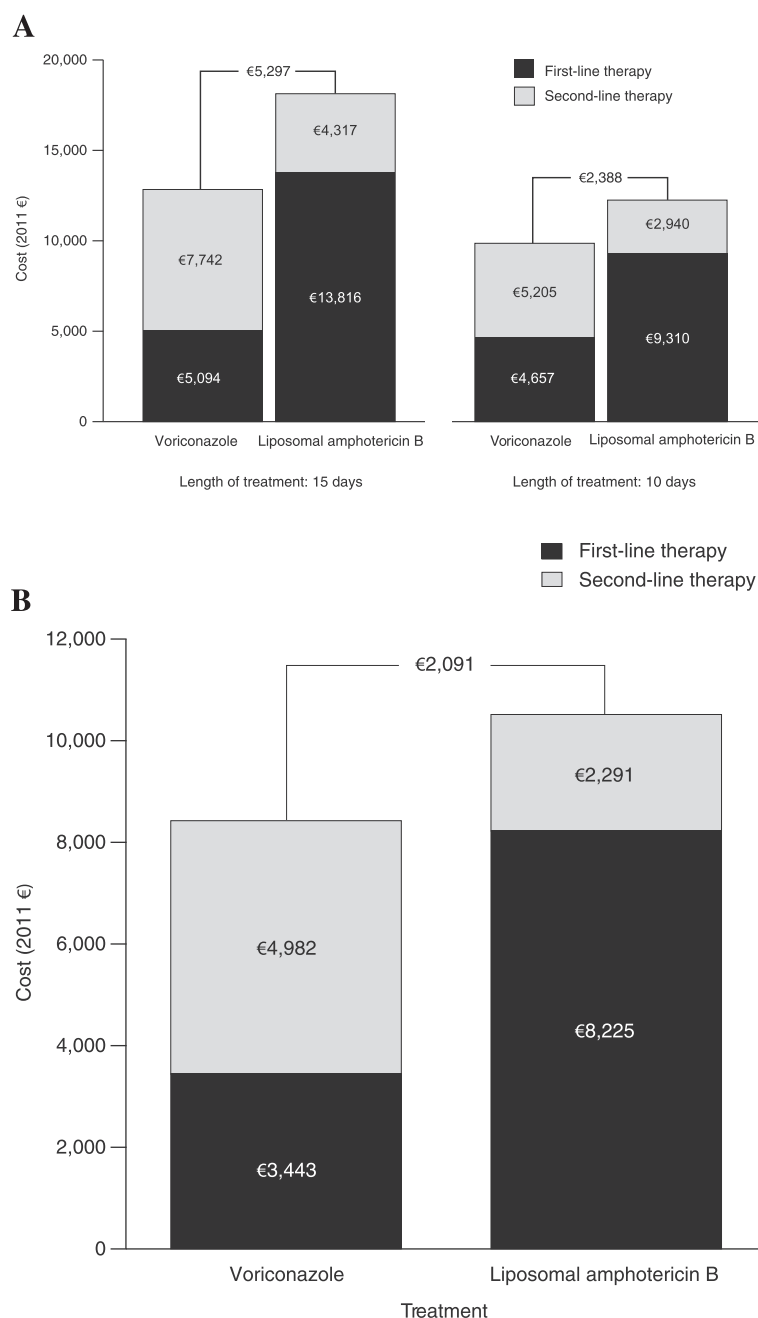 A
20,000
15,000
10,000
5,000
0
Cost (2011 €)
€5,297
€4,317
€7,742
€13,816
€5,094
Voriconazole
Liposomal amphotericin B
Length of treatment: 15 days
First-line therapy
Second-line therapy
€2,388
€2,940
€5,205
€9,310
€4,657
Voriconazole
Liposomal amphotericin B
Length of treatment: 10 days
First-line therapy
Second-line therapy
B
12,000
10,000
8,000
6,000
4,000
2,000
0
Cost (2011 €)
€2,091
€2,291
€4,982
€8,225
€3,443
Voriconazole
Liposomal amphotericin B
Treatment